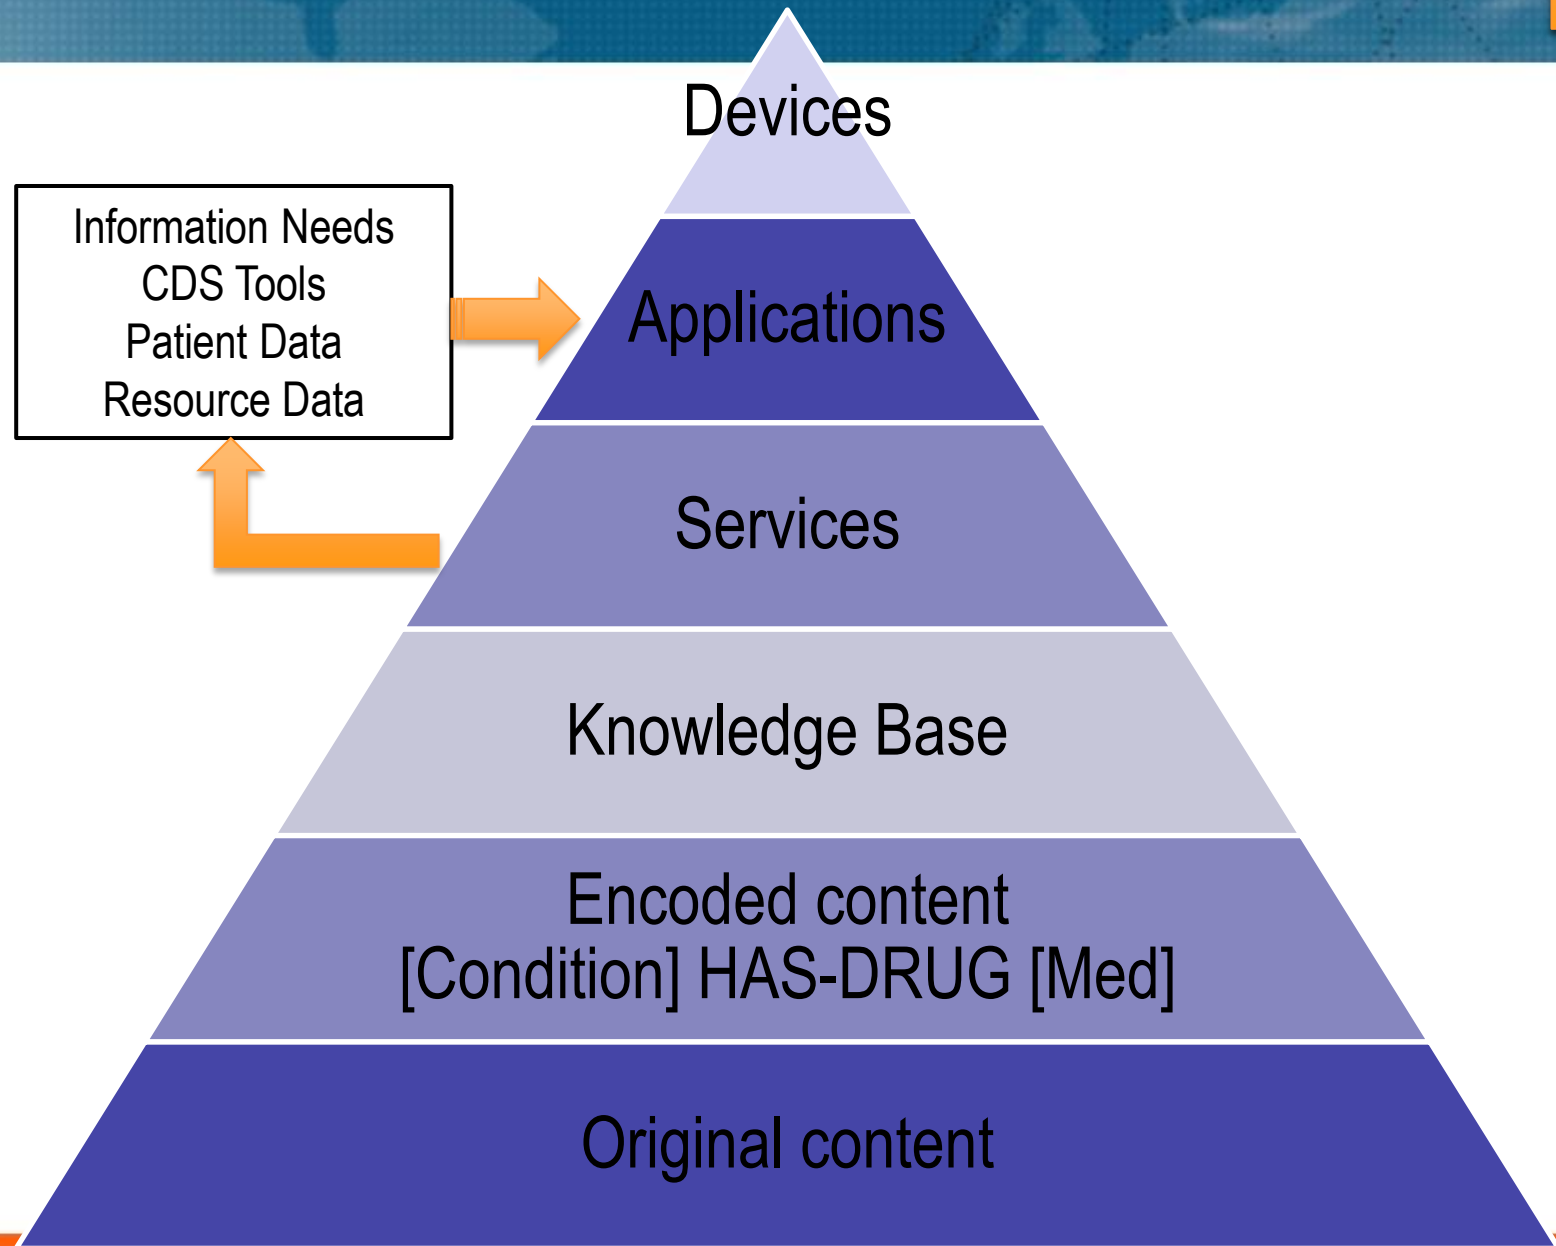 Devices
Information Needs
CDS Tools
Patient Data
Resource Data
Applications
Services
Knowledge Base
Encoded content
[Condition] HAS-DRUG [Med]
Original content